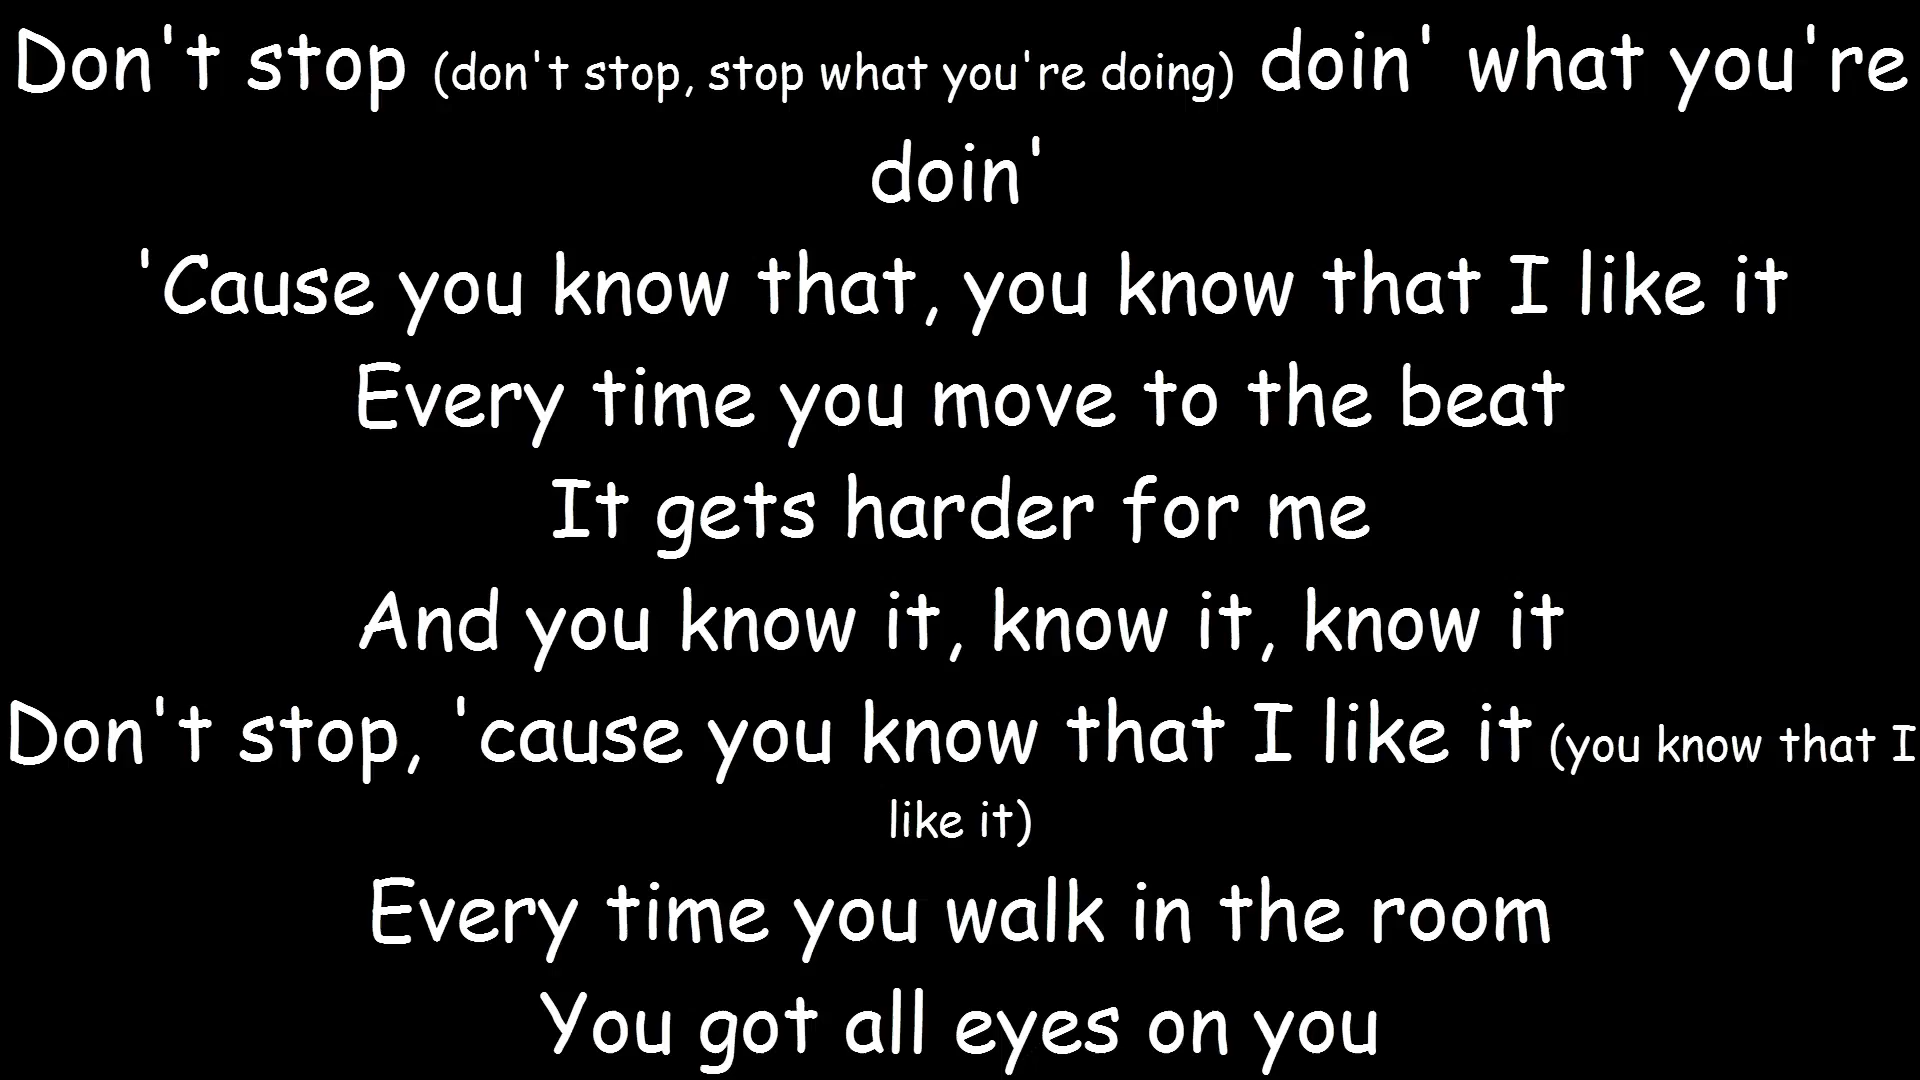 Don't stop (don't stop, stop what you're doing) doin' what you're
doin'
'Cause you know that, you know that I like it
Every time you move to the beat
It gets harder for me
And you know it, know it, know it
Don't stop, 'cause you know that I like it (you know that I
like it)
Every time you walk in the room
You got all eyes on you